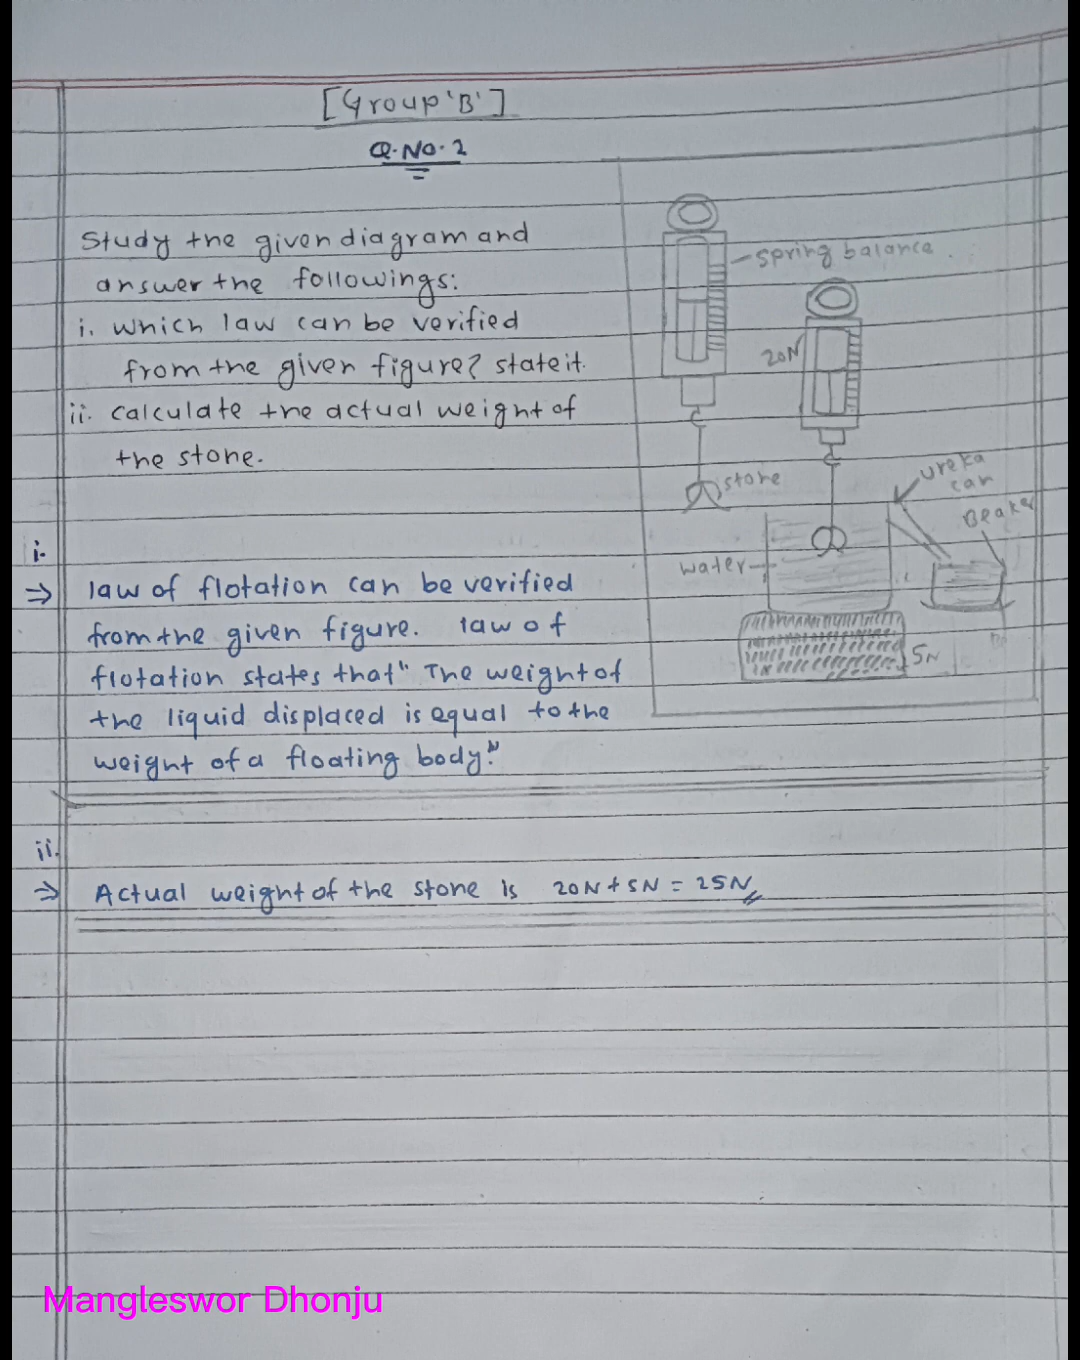 [Group 'B']
Q.No.2
Study the given diagram and
answer the followings:
i. which law can be verified
from the given figure? state it.
ii. calculate the actual weight of
the stone.
spring balance
20N
stone
ureka
can
Beaker
water
5N
i.
⇒ law of flotation can be verified
from the given figure. law of
flotation states that " The weight of
the liquid displaced is equal to the
weight of a floating body."
ii.
⇒ Actual weight of the stone is 20N + 5N = 25N
Mangleswor Dhonju